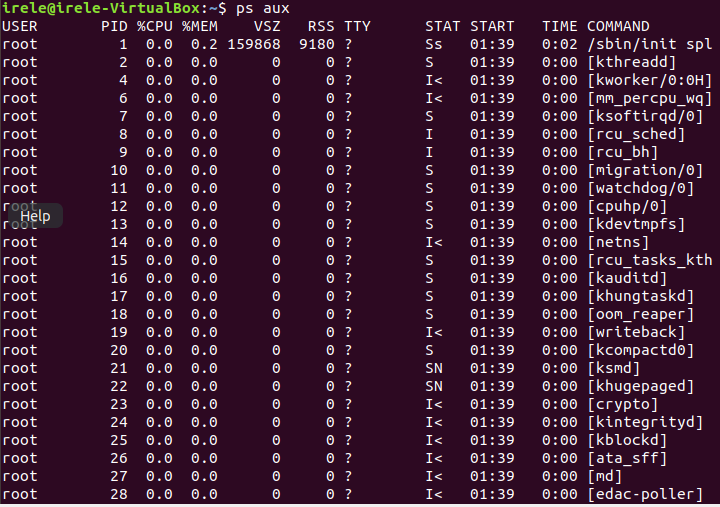 irele@irele-VirtualBox:~$ ps aux
USER       PID %CPU %MEM    VSZ   RSS TTY      STAT START   TIME COMMAND
root         1  0.0  0.2 159868  9180 ?        Ss   01:39   0:02 /sbin/init spl
root         2  0.0  0.0      0     0 ?        S    01:39   0:00 [kthreadd]
root         4  0.0  0.0      0     0 ?        I<   01:39   0:00 [kworker/0:0H]
root         6  0.0  0.0      0     0 ?        I<   01:39   0:00 [mm_percpu_wq]
root         7  0.0  0.0      0     0 ?        S    01:39   0:00 [ksoftirqd/0]
root         8  0.0  0.0      0     0 ?        I    01:39   0:00 [rcu_sched]
root         9  0.0  0.0      0     0 ?        I    01:39   0:00 [rcu_bh]
root        10  0.0  0.0      0     0 ?        S    01:39   0:00 [migration/0]
root        11  0.0  0.0      0     0 ?        S    01:39   0:00 [watchdog/0]
root        12  0.0  0.0      0     0 ?        S    01:39   0:00 [cpuhp/0]
Help
root        13  0.0  0.0      0     0 ?        S    01:39   0:00 [kdevtmpfs]
root        14  0.0  0.0      0     0 ?        I<   01:39   0:00 [netns]
root        15  0.0  0.0      0     0 ?        S    01:39   0:00 [rcu_tasks_kth
root        16  0.0  0.0      0     0 ?        S    01:39   0:00 [kauditd]
root        17  0.0  0.0      0     0 ?        S    01:39   0:00 [khungtaskd]
root        18  0.0  0.0      0     0 ?        S    01:39   0:00 [oom_reaper]
root        19  0.0  0.0      0     0 ?        I<   01:39   0:00 [writeback]
root        20  0.0  0.0      0     0 ?        S    01:39   0:00 [kcompactd0]
root        21  0.0  0.0      0     0 ?        SN   01:39   0:00 [ksmd]
root        22  0.0  0.0      0     0 ?        SN   01:39   0:00 [khugepaged]
root        23  0.0  0.0      0     0 ?        I<   01:39   0:00 [crypto]
root        24  0.0  0.0      0     0 ?        I<   01:39   0:00 [kintegrityd]
root        25  0.0  0.0      0     0 ?        I<   01:39   0:00 [kblockd]
root        26  0.0  0.0      0     0 ?        I<   01:39   0:00 [ata_sff]
root        27  0.0  0.0      0     0 ?        I<   01:39   0:00 [md]
root        28  0.0  0.0      0     0 ?        I<   01:39   0:00 [edac-poller]